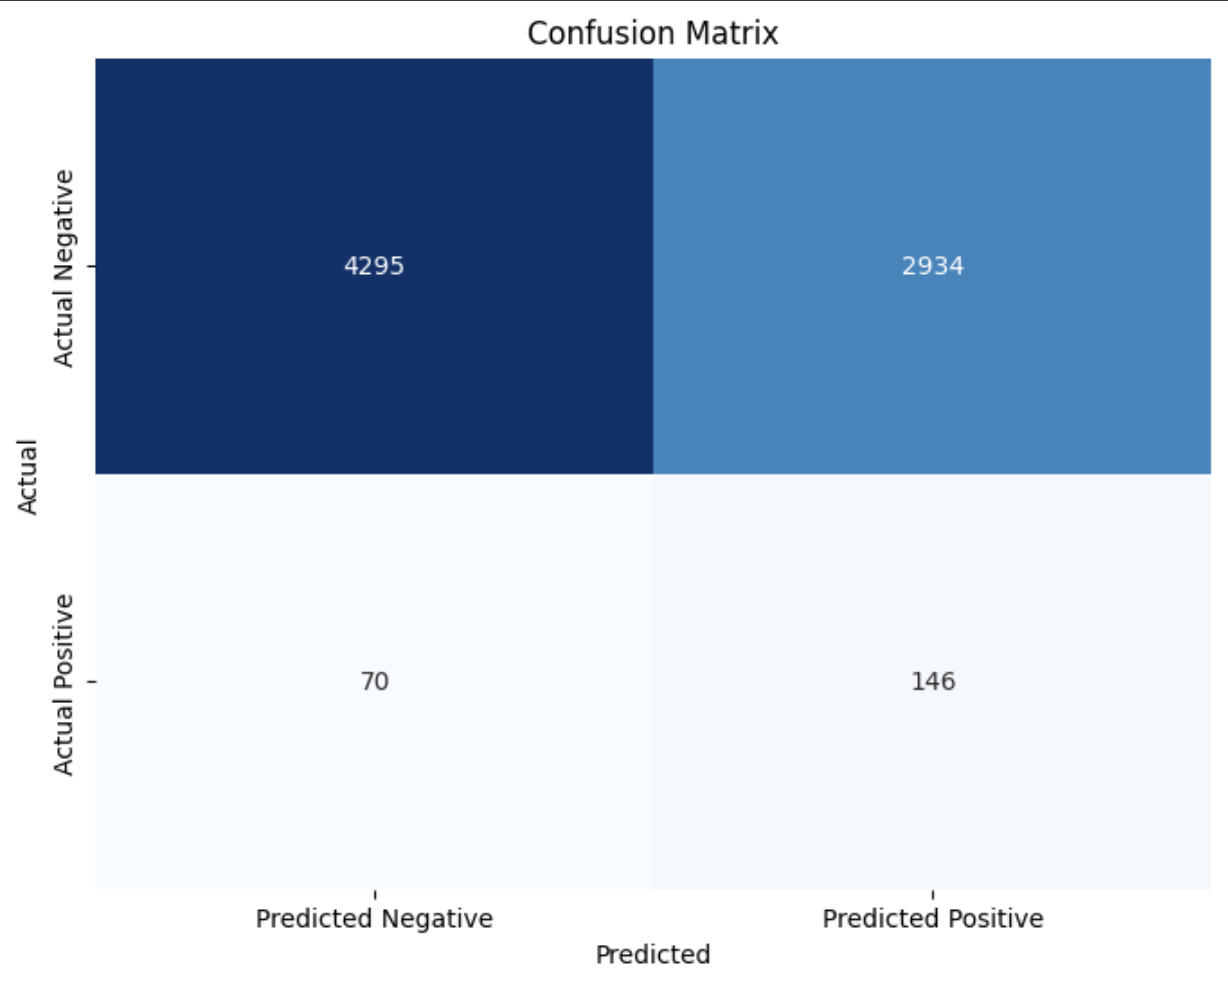 Confusion Matrix
Actual
Actual Negative
4295
2934
Actual Positive
70
146
Predicted Negative
Predicted Positive
Predicted